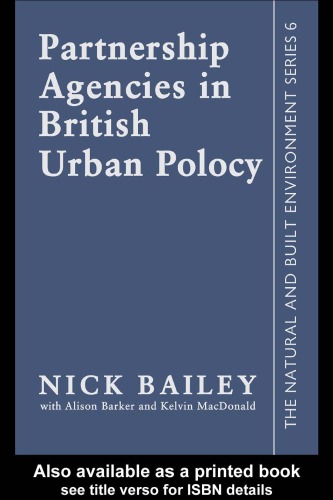 Partnership
Agencies in
British
Urban Polocy
THE NATURAL AND BUILT ENVIRONMENT SERIES 6
NICK BAILEY
with Alison Barker and Kelvin MacDonald
Also available as a printed book
see title verso for ISBN details